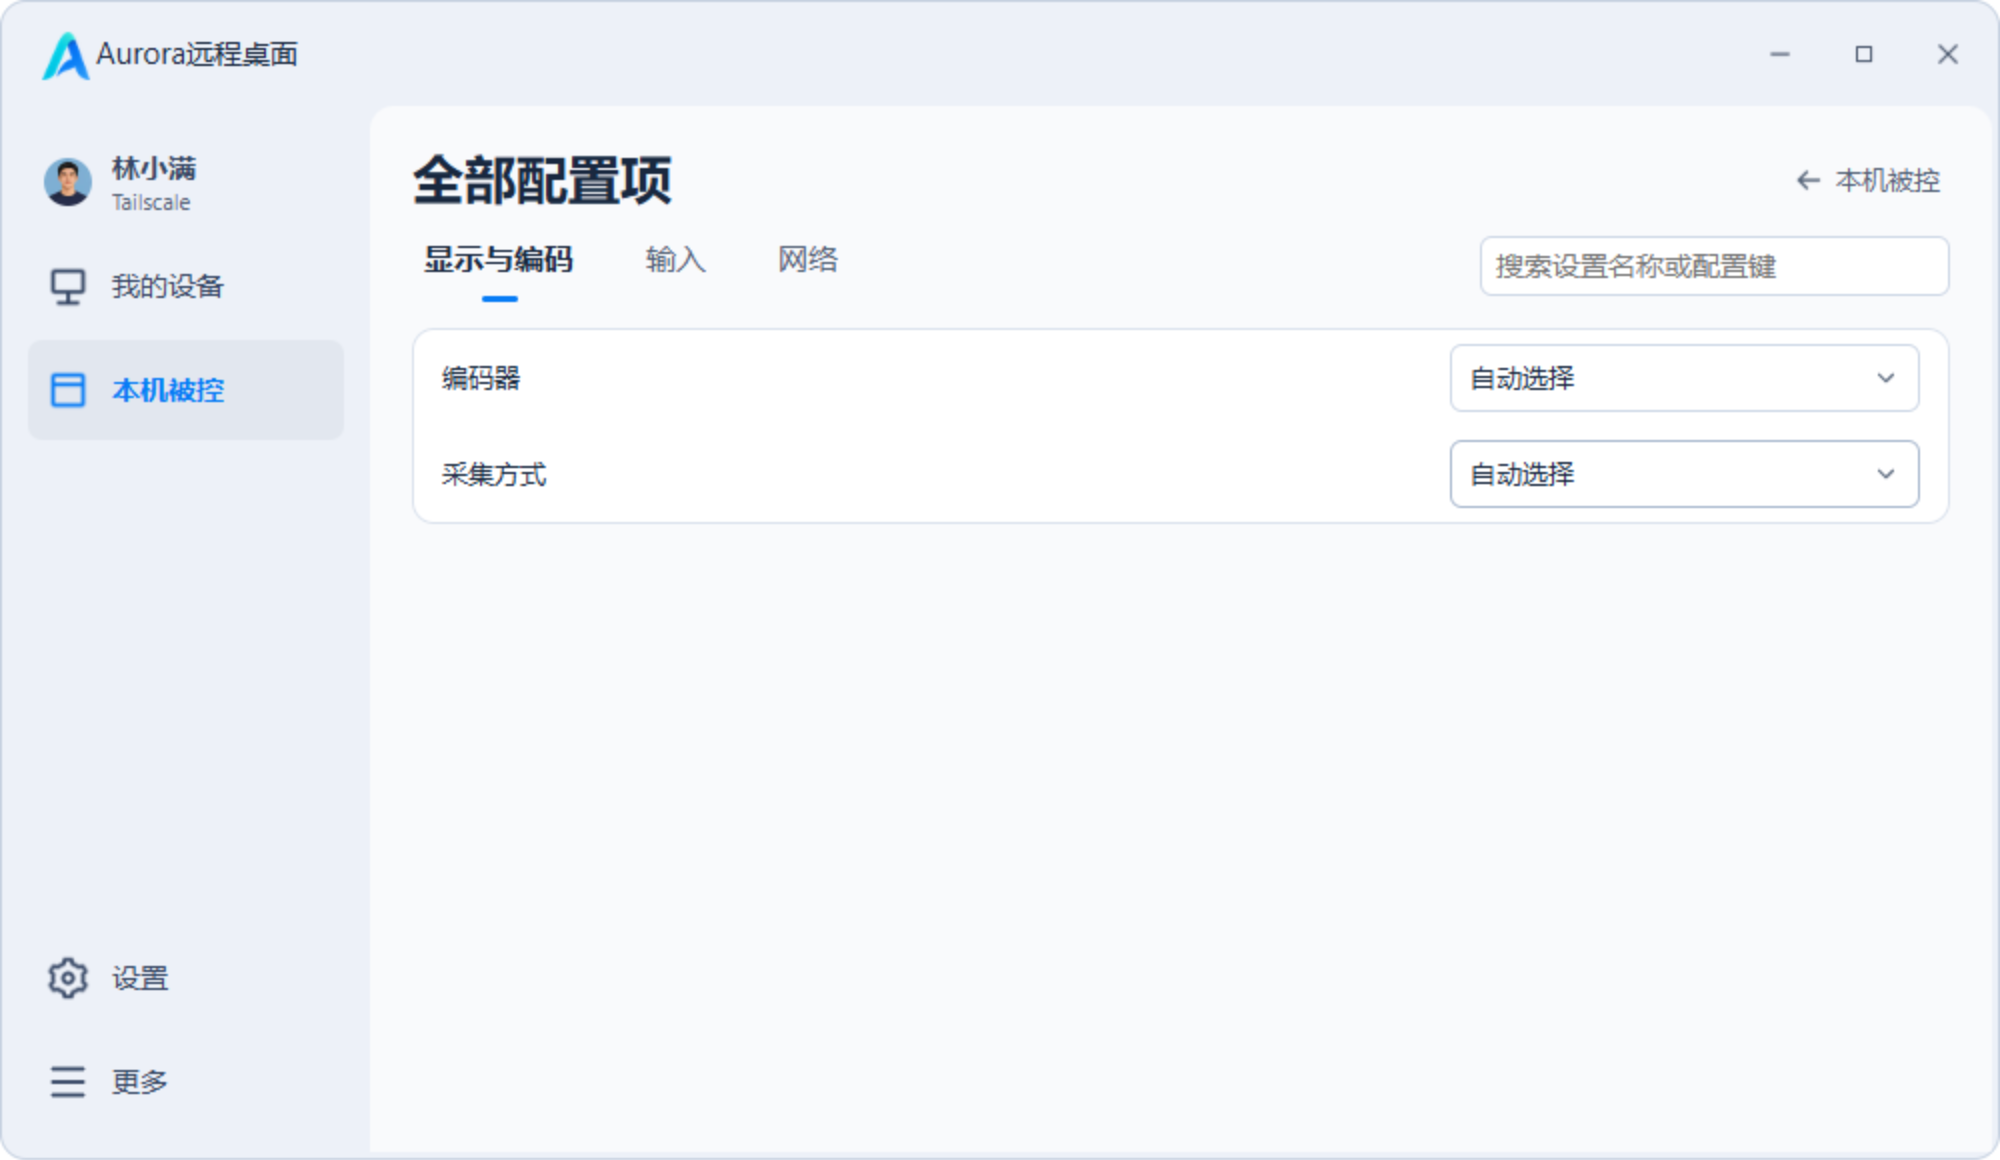 Aurora远程桌面
林小满
Tailscale
我的设备
本机被控
设置
更多
全部配置项
本机被控
显示与编码
输入
网络
搜索设置名称或配置键
编码器
自动选择
采集方式
自动选择